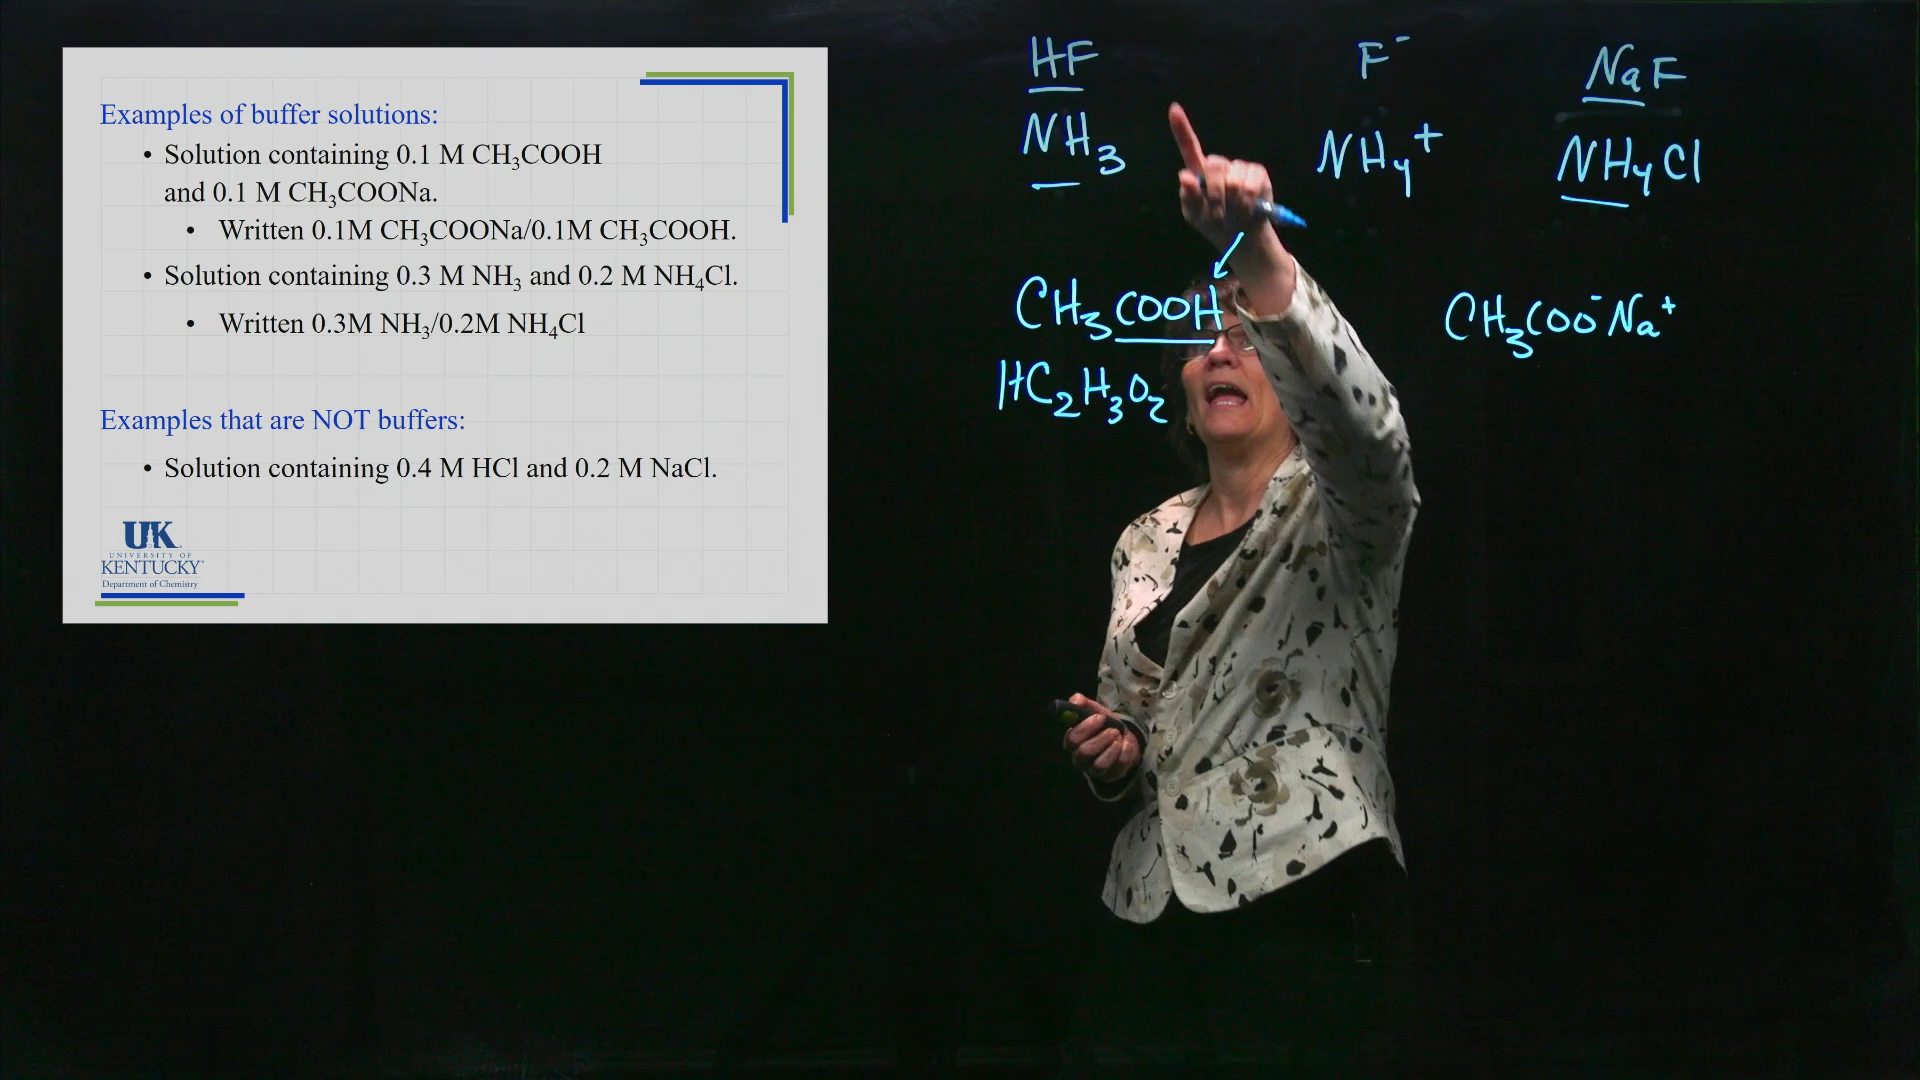 Examples of buffer solutions:
• Solution containing 0.1 M CH₃COOH
and 0.1 M CH₃COONa.
• Written 0.1M CH₃COONa/0.1M CH₃COOH.
• Solution containing 0.3 M NH₃ and 0.2 M NH₄Cl.
• Written 0.3M NH₃/0.2M NH₄Cl
Examples that are NOT buffers:
• Solution containing 0.4 M HCl and 0.2 M NaCl.
UK
UNIVERSITY OF
KENTUCKY®
Department of Chemistry
HF F⁻ NaF
NH₃ NH₄⁺ NH₄Cl
CH₃COOH CH₃COO⁻Na⁺
HC₂H₃O₂